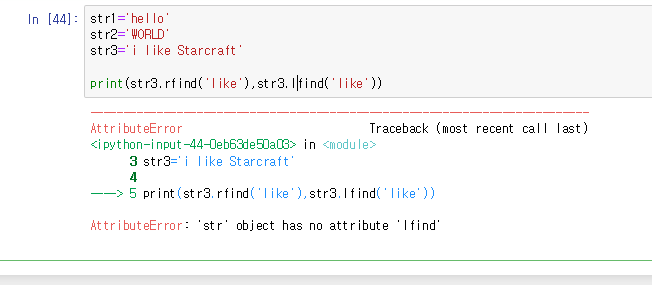 In [44]: str1='hello'
str2='WORLD'
str3='i like Starcraft'
print(str3.rfind('like'),str3.lfind('like'))
---------------------------------------------------------------------------
AttributeError Traceback (most recent call last)
<ipython-input-44-0eb63de50a03> in <module>
3 str3='i like Starcraft'
4
----> 5 print(str3.rfind('like'),str3.lfind('like'))
AttributeError: 'str' object has no attribute 'lfind'